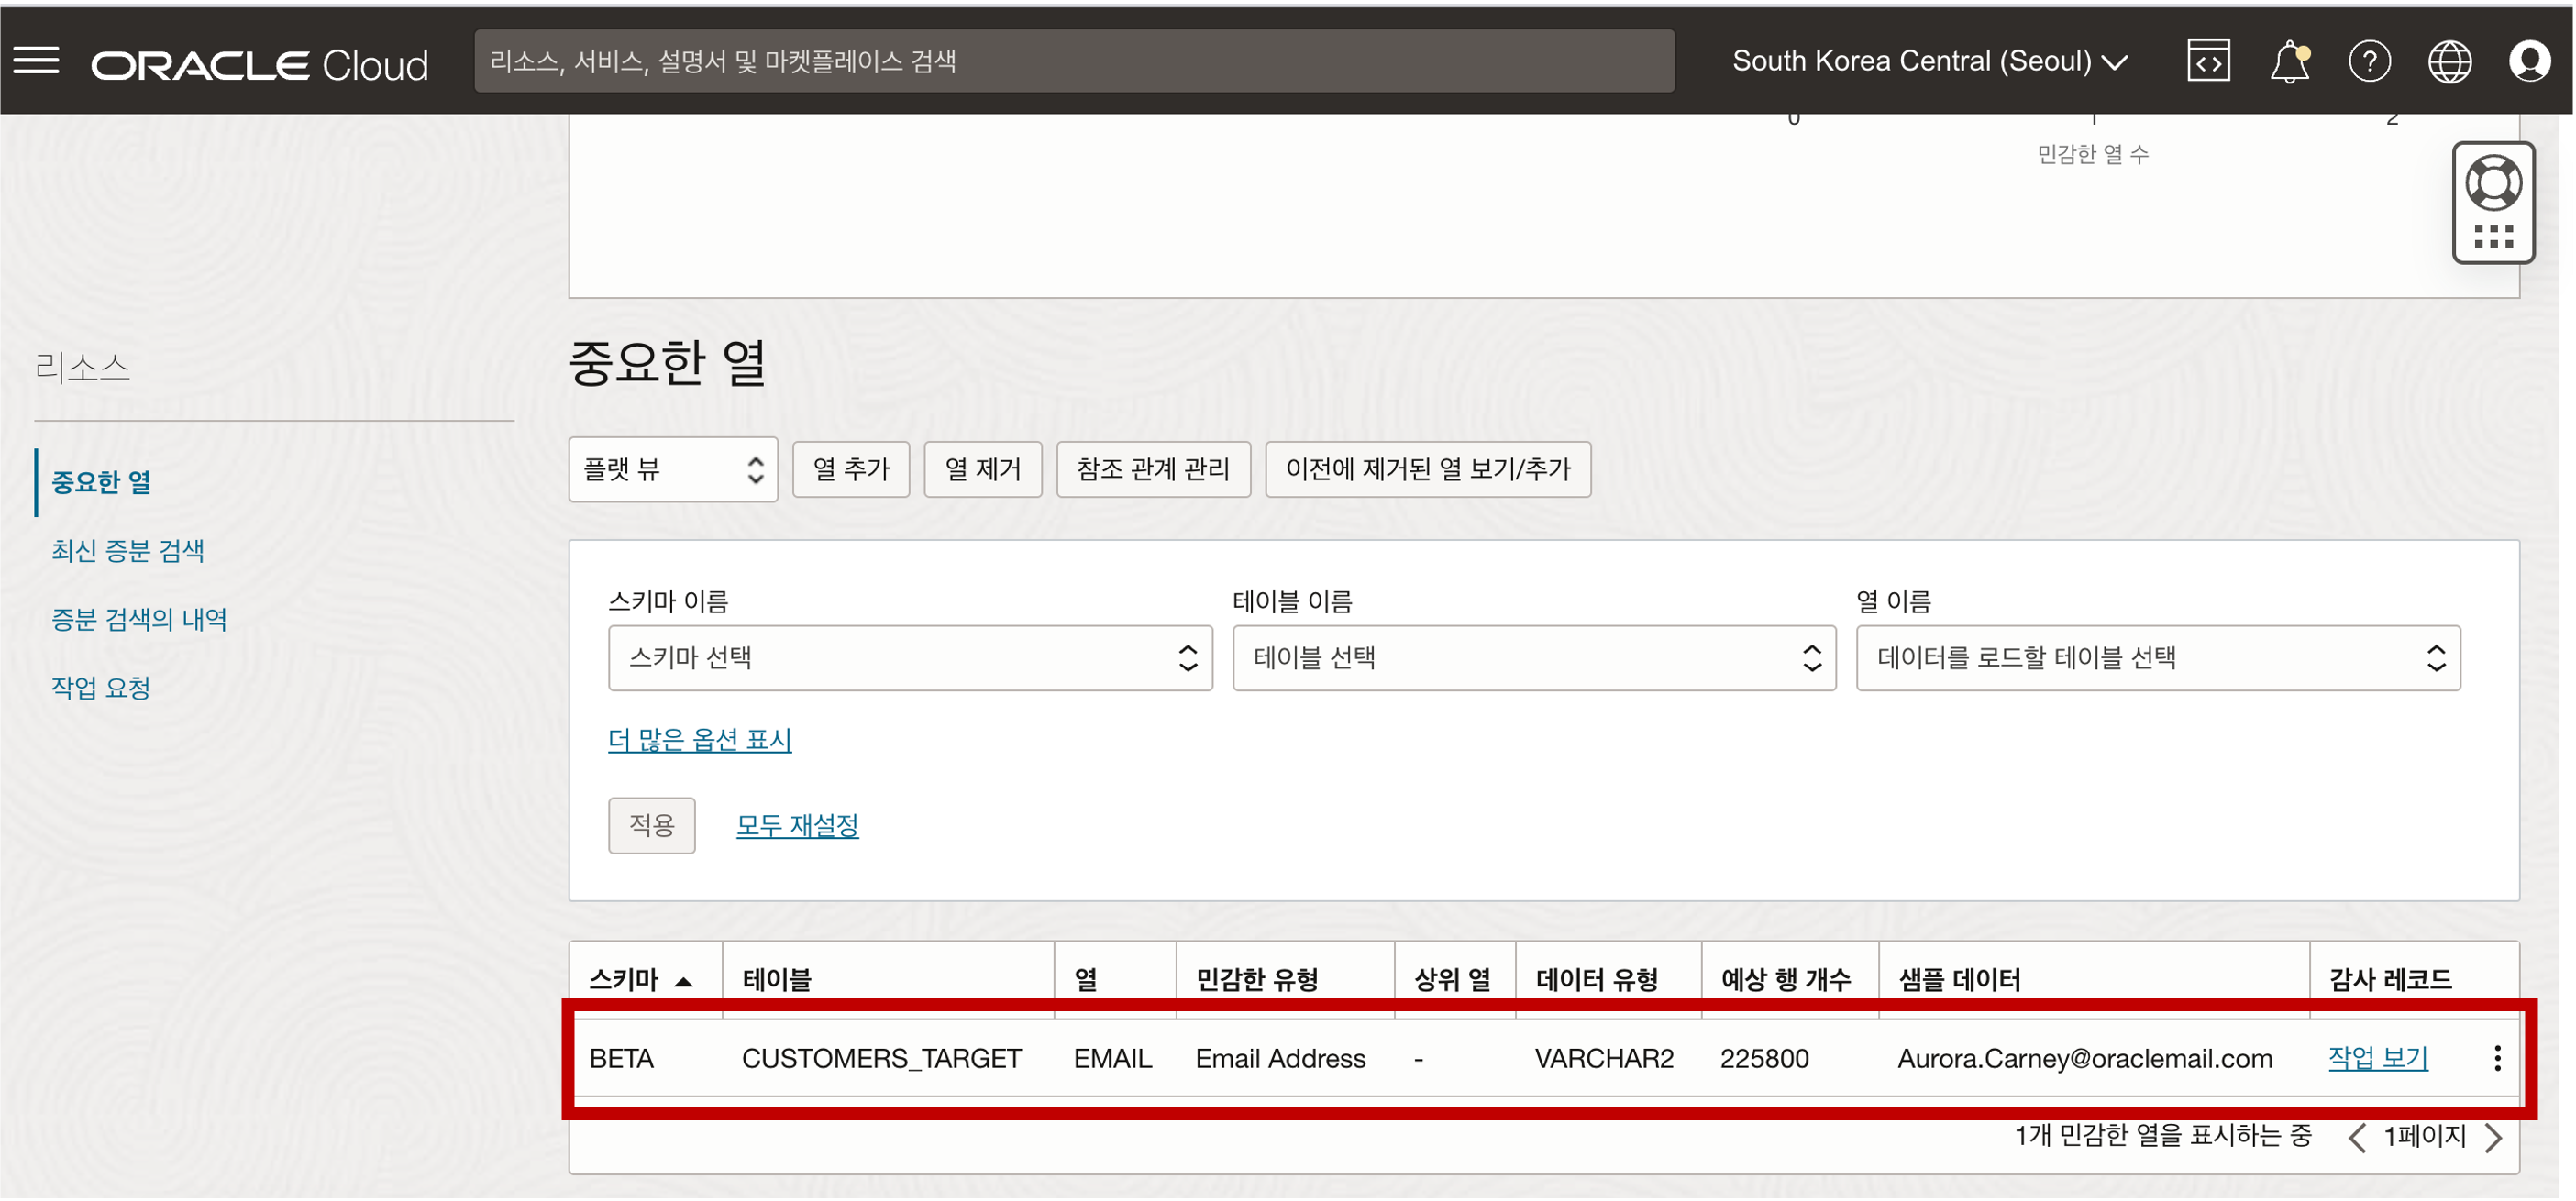 ORACLE Cloud
리소스, 서비스, 설명서 및 마켓플레이스 검색
South Korea Central (Seoul)
0 1 2
민감한 열 수
리소스
중요한 열
최신 증분 검색
증분 검색의 내역
작업 요청
중요한 열
플랫 뷰 열 추가 열 제거 참조 관계 관리 이전에 제거된 열 보기/추가
스키마 이름 테이블 이름 열 이름
스키마 선택 테이블 선택 데이터를 로드할 테이블 선택
더 많은 옵션 표시
적용 모두 재설정
스키마 테이블 열 민감한 유형 상위 열 데이터 유형 예상 행 개수 샘플 데이터 감사 레코드
BETA CUSTOMERS_TARGET EMAIL Email Address - VARCHAR2 225800 Aurora.Carney@oraclemail.com 작업 보기
1개 민감한 열을 표시하는 중 1페이지